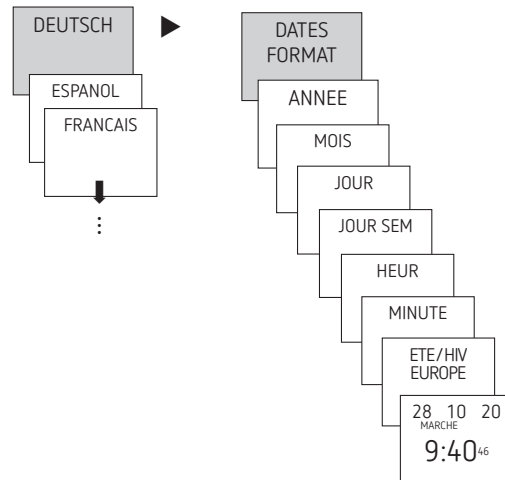 DEUTSCH
ESPANOL
FRANCAIS
DATES
FORMAT
ANNEE
MOIS
JOUR
JOUR SEM
HEUR
MINUTE
ETE/HIV
EUROPE
28 10 20
MARCHE
9:40 46